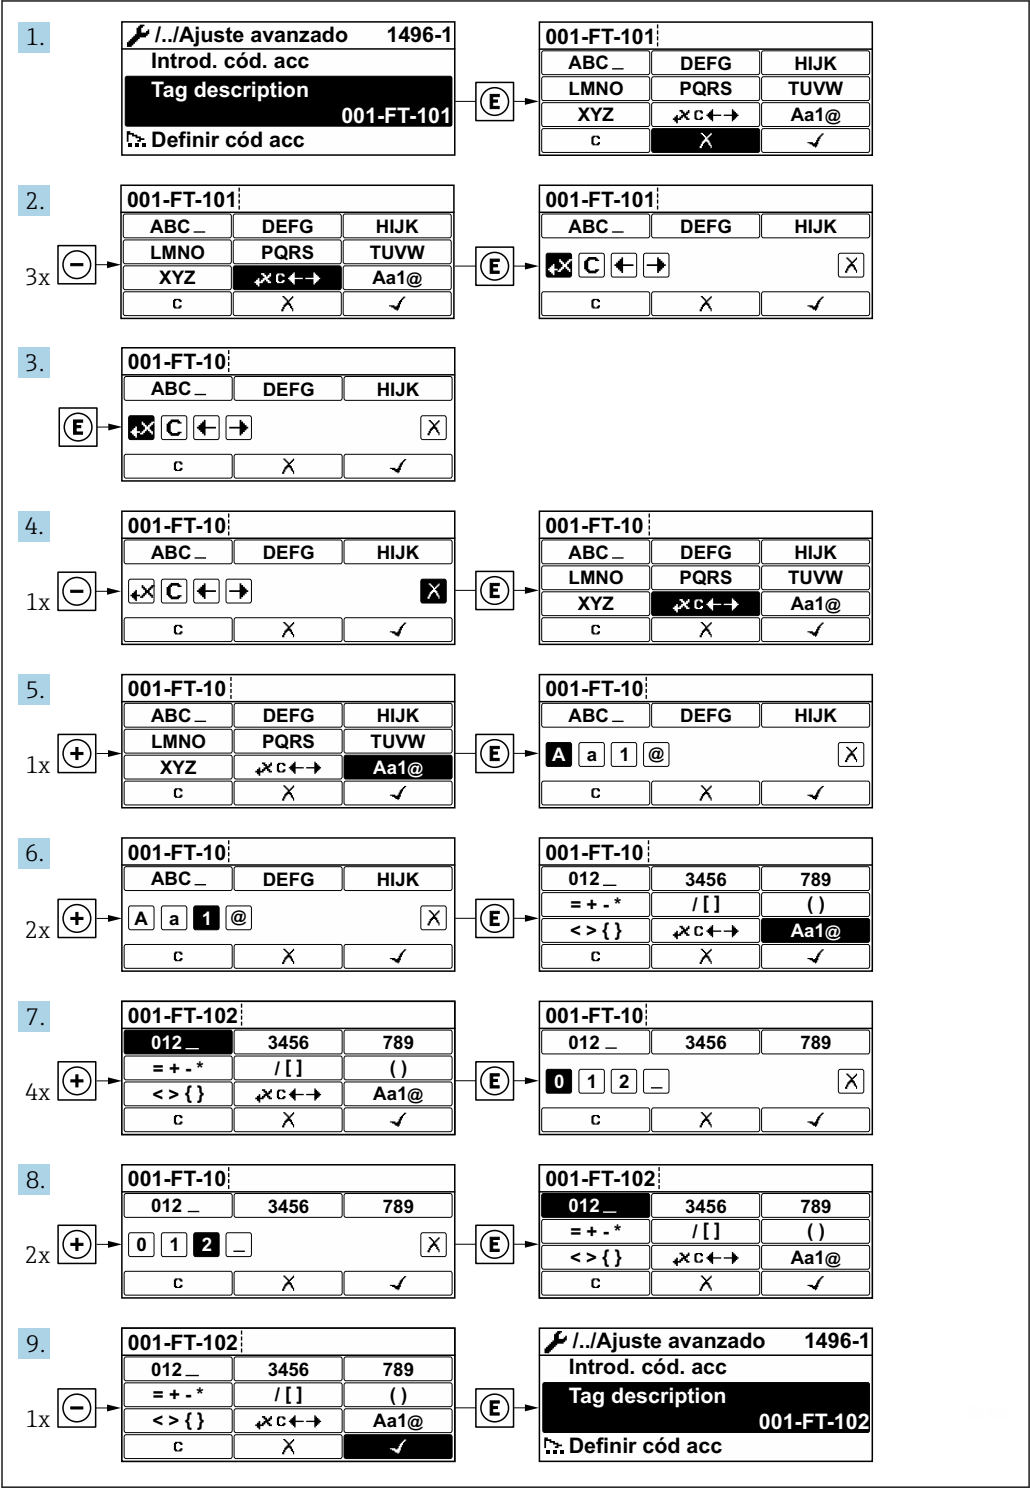 1.
/../Ajuste avanzado 1496-1
Introd. cód. acc
Tag description
001-FT-101
Definir cód acc
E
001-FT-101
ABC_ DEFG HIJK
LMNO PQRS TUVW
XYZ C Aa1@
C X ✓
2.
3x
001-FT-101
ABC_ DEFG HIJK
LMNO PQRS TUVW
XYZ C Aa1@
C X ✓
E
001-FT-101
ABC_ DEFG HIJK
C X
C X ✓
3.
E
001-FT-10
ABC_ DEFG HIJK
C X
C X ✓
4.
1x
001-FT-10
ABC_ DEFG HIJK
C X
C X ✓
E
001-FT-10
ABC_ DEFG HIJK
LMNO PQRS TUVW
XYZ C Aa1@
C X ✓
5.
1x
001-FT-10
ABC_ DEFG HIJK
LMNO PQRS TUVW
XYZ C Aa1@
C X ✓
E
001-FT-10
ABC_ DEFG HIJK
A a 1 @ X
C X ✓
6.
2x
001-FT-10
ABC_ DEFG HIJK
A a 1 @ X
C X ✓
E
001-FT-10
012_ 3456 789
= + - * / [ ] ( )
< > { } C Aa1@
C X ✓
7.
4x
001-FT-102
012_ 3456 789
= + - * / [ ] ( )
< > { } C Aa1@
C X ✓
E
001-FT-10
012_ 3456 789
0 1 2 _ X
C X ✓
8.
2x
001-FT-10
012_ 3456 789
0 1 2 _ X
C X ✓
E
001-FT-102
012_ 3456 789
= + - * / [ ] ( )
< > { } C Aa1@
C X ✓
9.
1x
001-FT-102
012_ 3456 789
= + - * / [ ] ( )
< > { } C Aa1@
C X ✓
E
/../Ajuste avanzado 1496-1
Introd. cód. acc
Tag description
001-FT-102
Definir cód acc